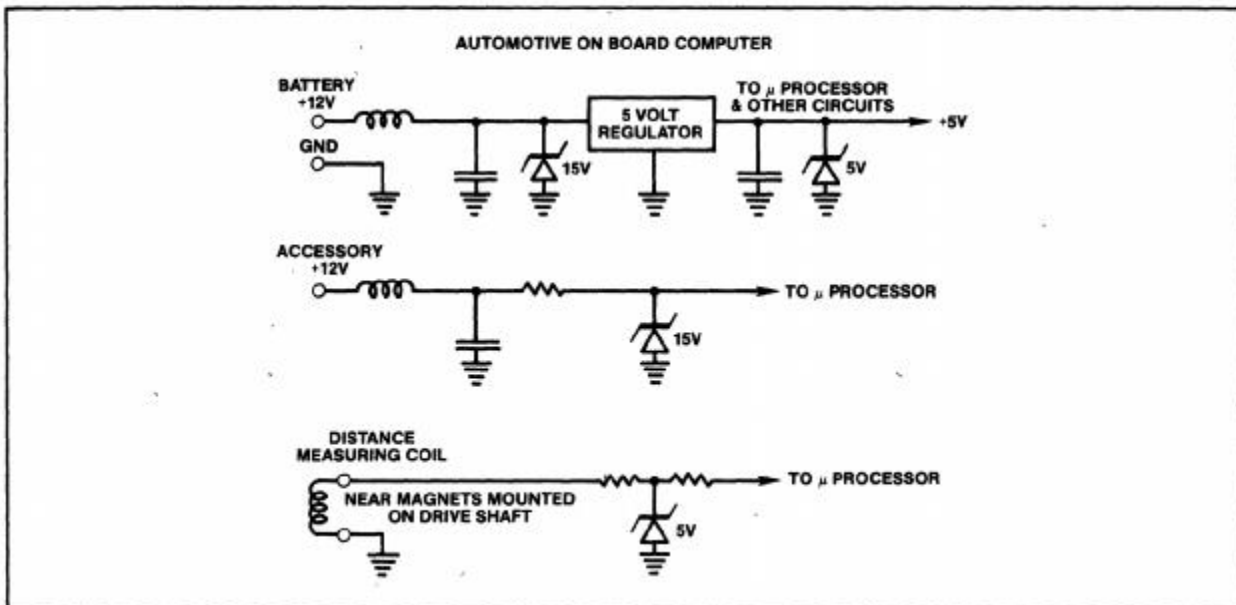 AUTOMOTIVE ON BOARD COMPUTER
BATTERY
+12V
GND
15V
5 VOLT
REGULATOR
TO μ PROCESSOR
& OTHER CIRCUITS
+5V
5V
ACCESSORY
+12V
TO μ PROCESSOR
15V
DISTANCE
MEASURING COIL
NEAR MAGNETS MOUNTED
ON DRIVE SHAFT
TO μ PROCESSOR
5V